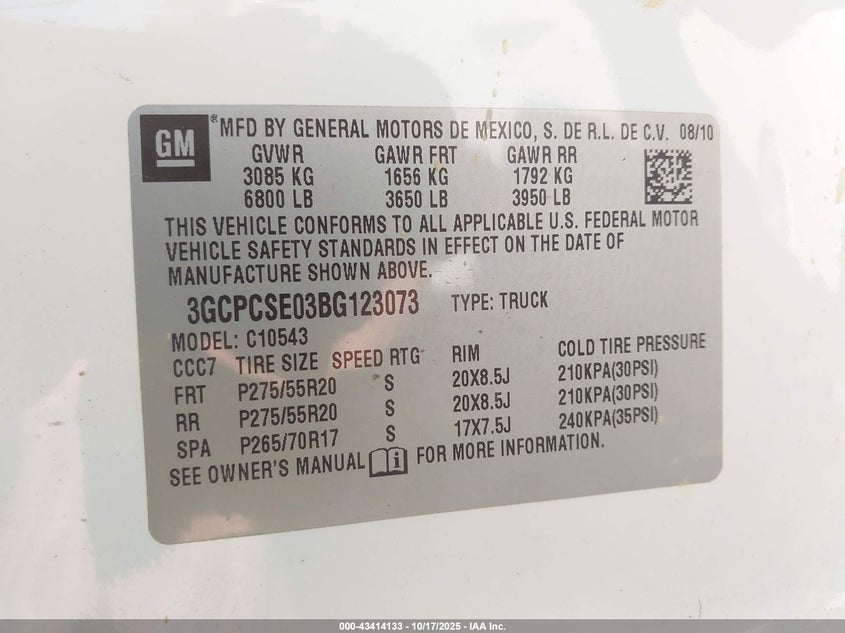 GM ® MFD BY GENERAL MOTORS DE MEXICO, S. DE R.L. DE C.V. 08/10
GVWR GAWR FRT GAWR RR
3085 KG 1656 KG 1792 KG
6800 LB 3650 LB 3950 LB
THIS VEHICLE CONFORMS TO ALL APPLICABLE U.S. FEDERAL MOTOR
VEHICLE SAFETY STANDARDS IN EFFECT ON THE DATE OF
MANUFACTURE SHOWN ABOVE.
3GCPCSE03BG123073 TYPE: TRUCK
MODEL: C10543
CCC7 TIRE SIZE SPEED RTG RIM COLD TIRE PRESSURE
FRT P275/55R20 S 20X8.5J 210KPA(30PSI)
RR P275/55R20 S 20X8.5J 210KPA(30PSI)
SPA P265/70R17 S 17X7.5J 240KPA(35PSI)
SEE OWNER'S MANUAL i FOR MORE INFORMATION.
000-43414133 - 10/17/2025 - IAA Inc.